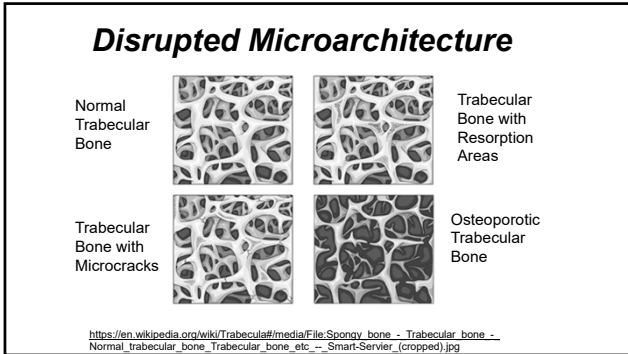 Disrupted Microarchitecture
Normal
Trabecular
Bone
Trabecular
Bone with
Resorption
Areas
Trabecular
Bone with
Microcracks
Osteoporotic
Trabecular
Bone
https://en.wikipedia.org/wiki/Trabecula#/media/File:Spongy_bone_-_Trabecular_bone_-_
Normal_trabecular_bone_Trabecular_bone_etc_--_Smart-Servier_(cropped).jpg